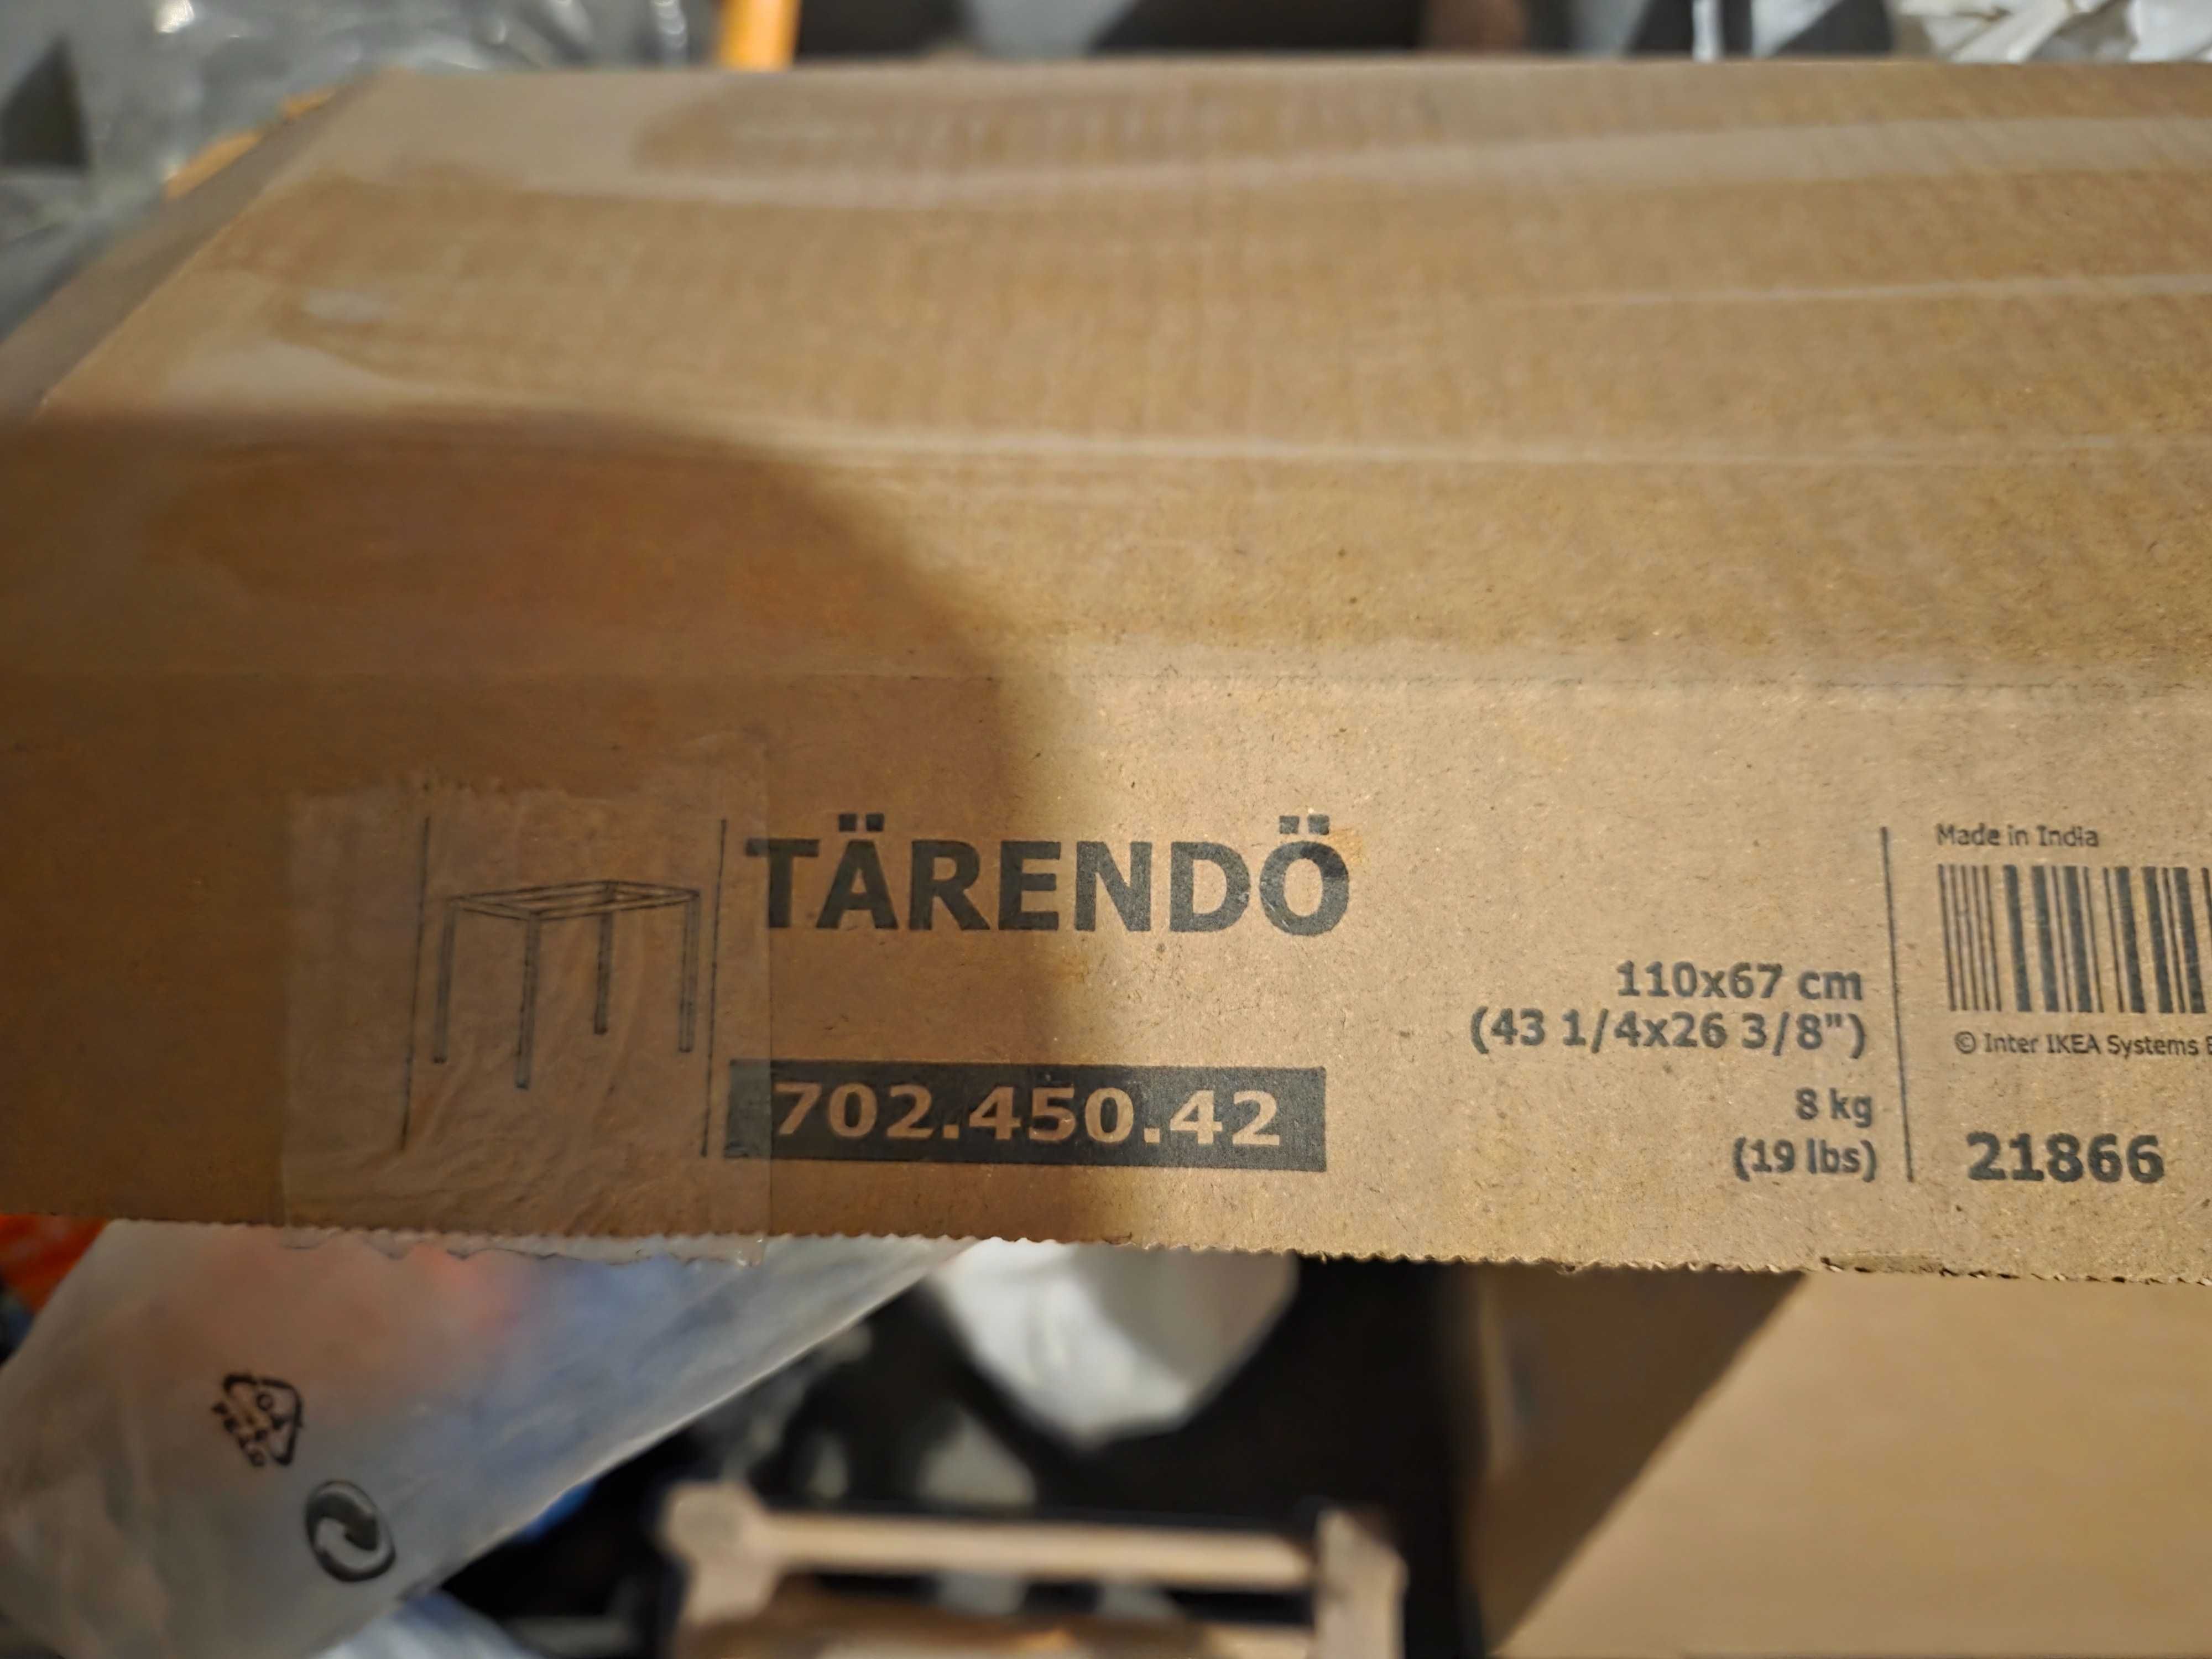 TÄRENDÖ
702.450.42
110x67 cm
(43 1/4x26 3/8")
8 kg
(19 lbs)
Made in India
© Inter IKEA Systems
21866